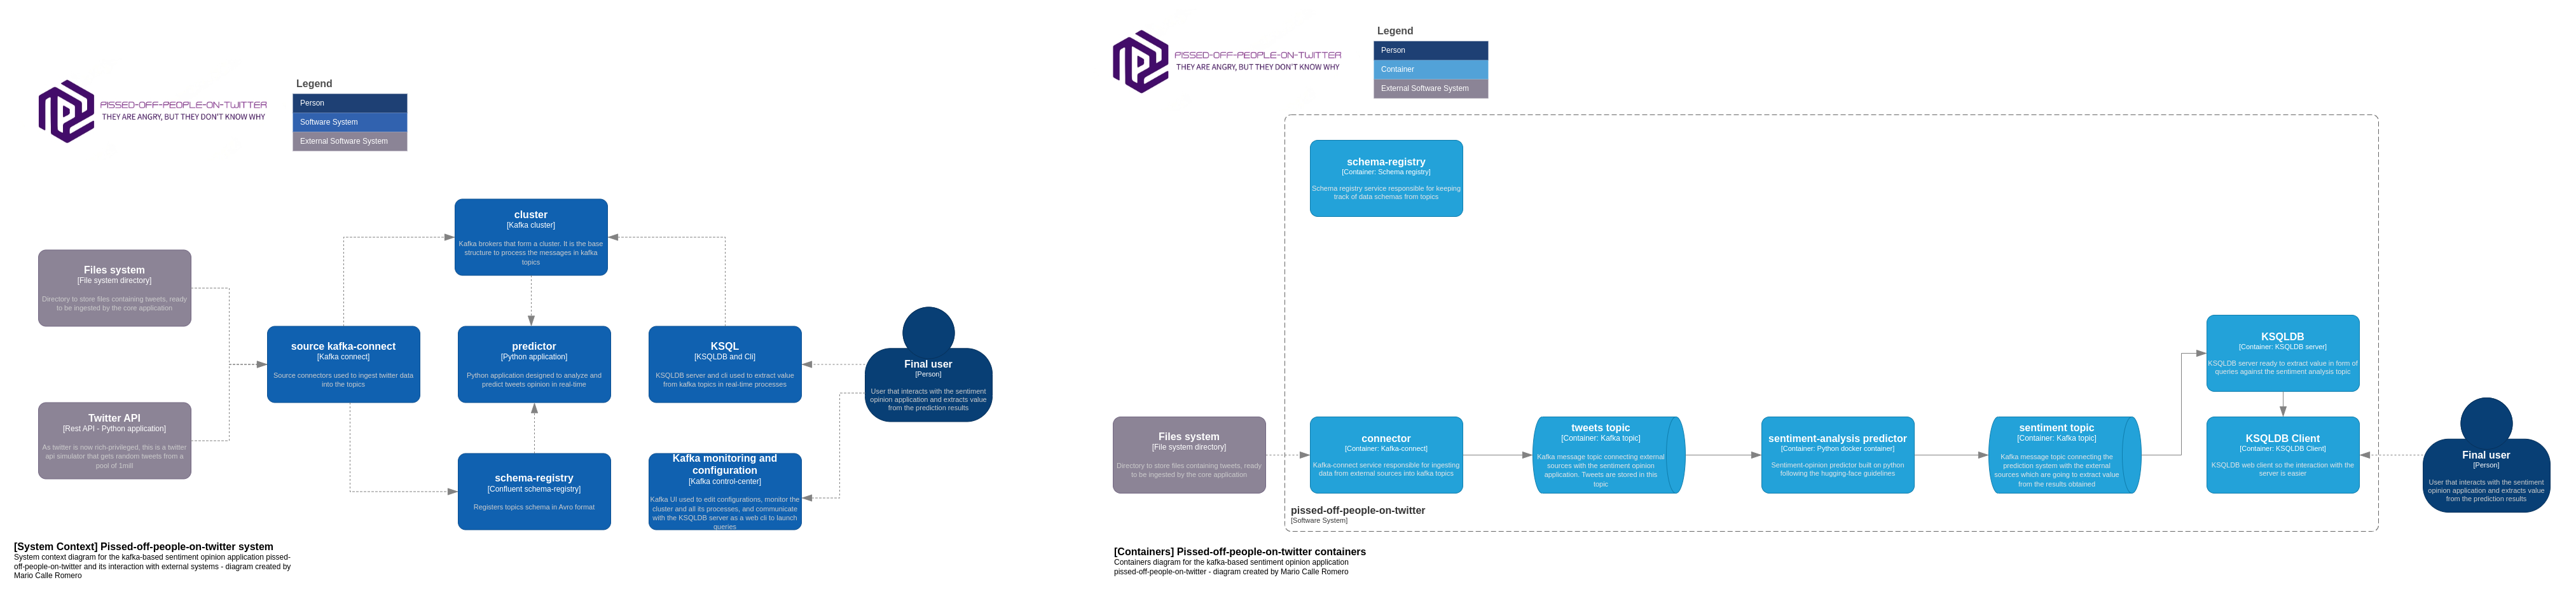 PISSED-OFF-PEOPLE-ON-TWITTER
THEY ARE ANGRY, BUT THEY DON'T KNOW WHY
Legend
Person
Software System
External Software System
cluster
[Kafka cluster]
Kafka brokers that form a cluster. It is the base
structure to process the messages in kafka
topics
Files system
[File system directory]
Directory to store files containing tweets, ready
to be ingested by the core application
source kafka-connect
[Kafka connect]
Source connectors used to ingest twitter data
into the topics
predictor
[Python application]
Python application designed to analyze and
predict tweets opinion in real-time
KSQL
[KSQLDB and Cli]
KSQLDB server and cli used to extract value
from kafka topics in real-time processes
Final user
[Person]
User that interacts with the sentiment
opinion application and extracts value
from the prediction results
Twitter API
[Rest API - Python application]
As twitter is now rich-privileged, this is a twitter
api simulator that gets random tweets from a
pool of 1mill
schema-registry
[Confluent schema-registry]
Registers topics schema in Avro format
Kafka monitoring and
configuration
[Kafka control-center]
Kafka UI used to edit configurations, monitor the
cluster and all its processes, and communicate
with the KSQLDB server as a web cli to launch
queries
[System Context] Pissed-off-people-on-twitter system
System context diagram for the kafka-based sentiment opinion application pissed-
off-people-on-twitter and its interaction with external systems - diagram created by
Mario Calle Romero
PISSED-OFF-PEOPLE-ON-TWITTER
THEY ARE ANGRY, BUT THEY DON'T KNOW WHY
Legend
Person
Container
External Software System
schema-registry
[Container: Schema registry]
Schema registry service responsible for keeping
track of data schemas from topics
KSQLDB
[Container: KSQLDB server]
KSQLDB server ready to extract value in form of
queries against the sentiment analysis topic
Files system
[File system directory]
Directory to store files containing tweets, ready
to be ingested by the core application
connector
[Container: Kafka-connect]
Kafka-connect service responsible for ingesting
data from external sources into kafka topics
tweets topic
[Container: Kafka topic]
Kafka message topic connecting external
sources with the sentiment opinion
application. Tweets are stored in this
topic
sentiment-analysis predictor
[Container: Python docker container]
Sentiment-opinion predictor built on python
following the hugging-face guidelines
sentiment topic
[Container: Kafka topic]
Kafka message topic connecting the
prediction system with the external
sources which are going to extract value
from the results obtained
KSQLDB Client
[Container: KSQLDB Client]
KSQLDB web client so the interaction with the
server is easier
Final user
[Person]
User that interacts with the sentiment
opinion application and extracts value
from the prediction results
pissed-off-people-on-twitter
[Software System]
[Containers] Pissed-off-people-on-twitter containers
Containers diagram for the kafka-based sentiment opinion application
pissed-off-people-on-twitter - diagram created by Mario Calle Romero